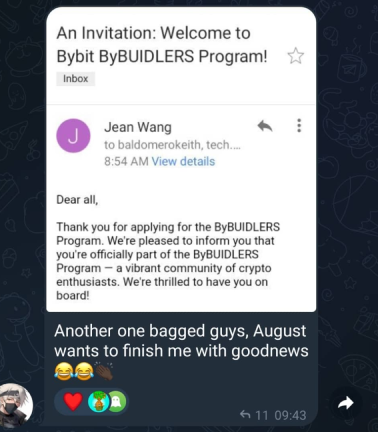 An Invitation: Welcome to
Bybit ByBUIDLERS Program!
Inbox
J
Jean Wang
to baldomerokeith, tech....
8:54 AM View details
Dear all,
Thank you for applying for the ByBUIDLERS
Program. We're pleased to inform you that
you're officially part of the ByBUIDLERS
Program — a vibrant community of crypto
enthusiasts. We're thrilled to have you on
board!
Another one bagged guys, August
wants to finish me with goodnews
😂😂✊🏿
11 09:43